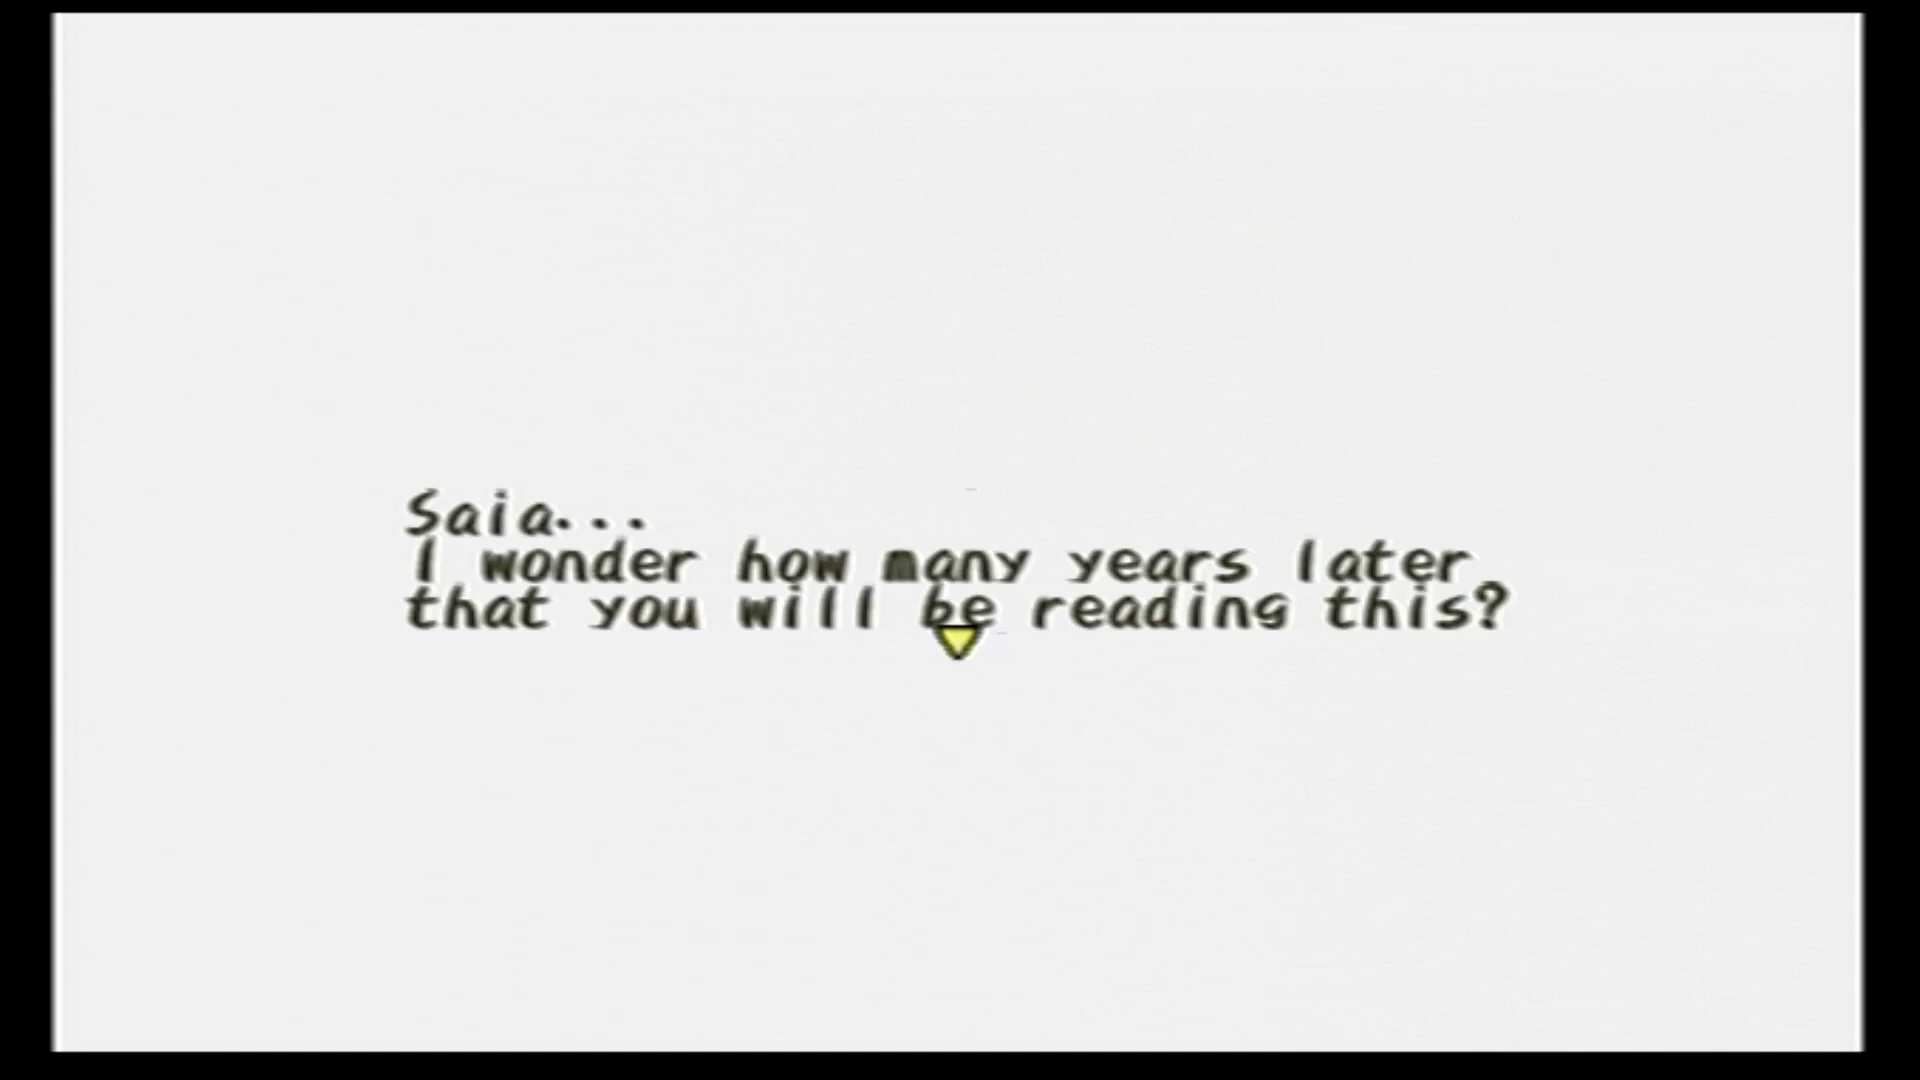 Saia...
I wonder how many years later
that you will be reading this?